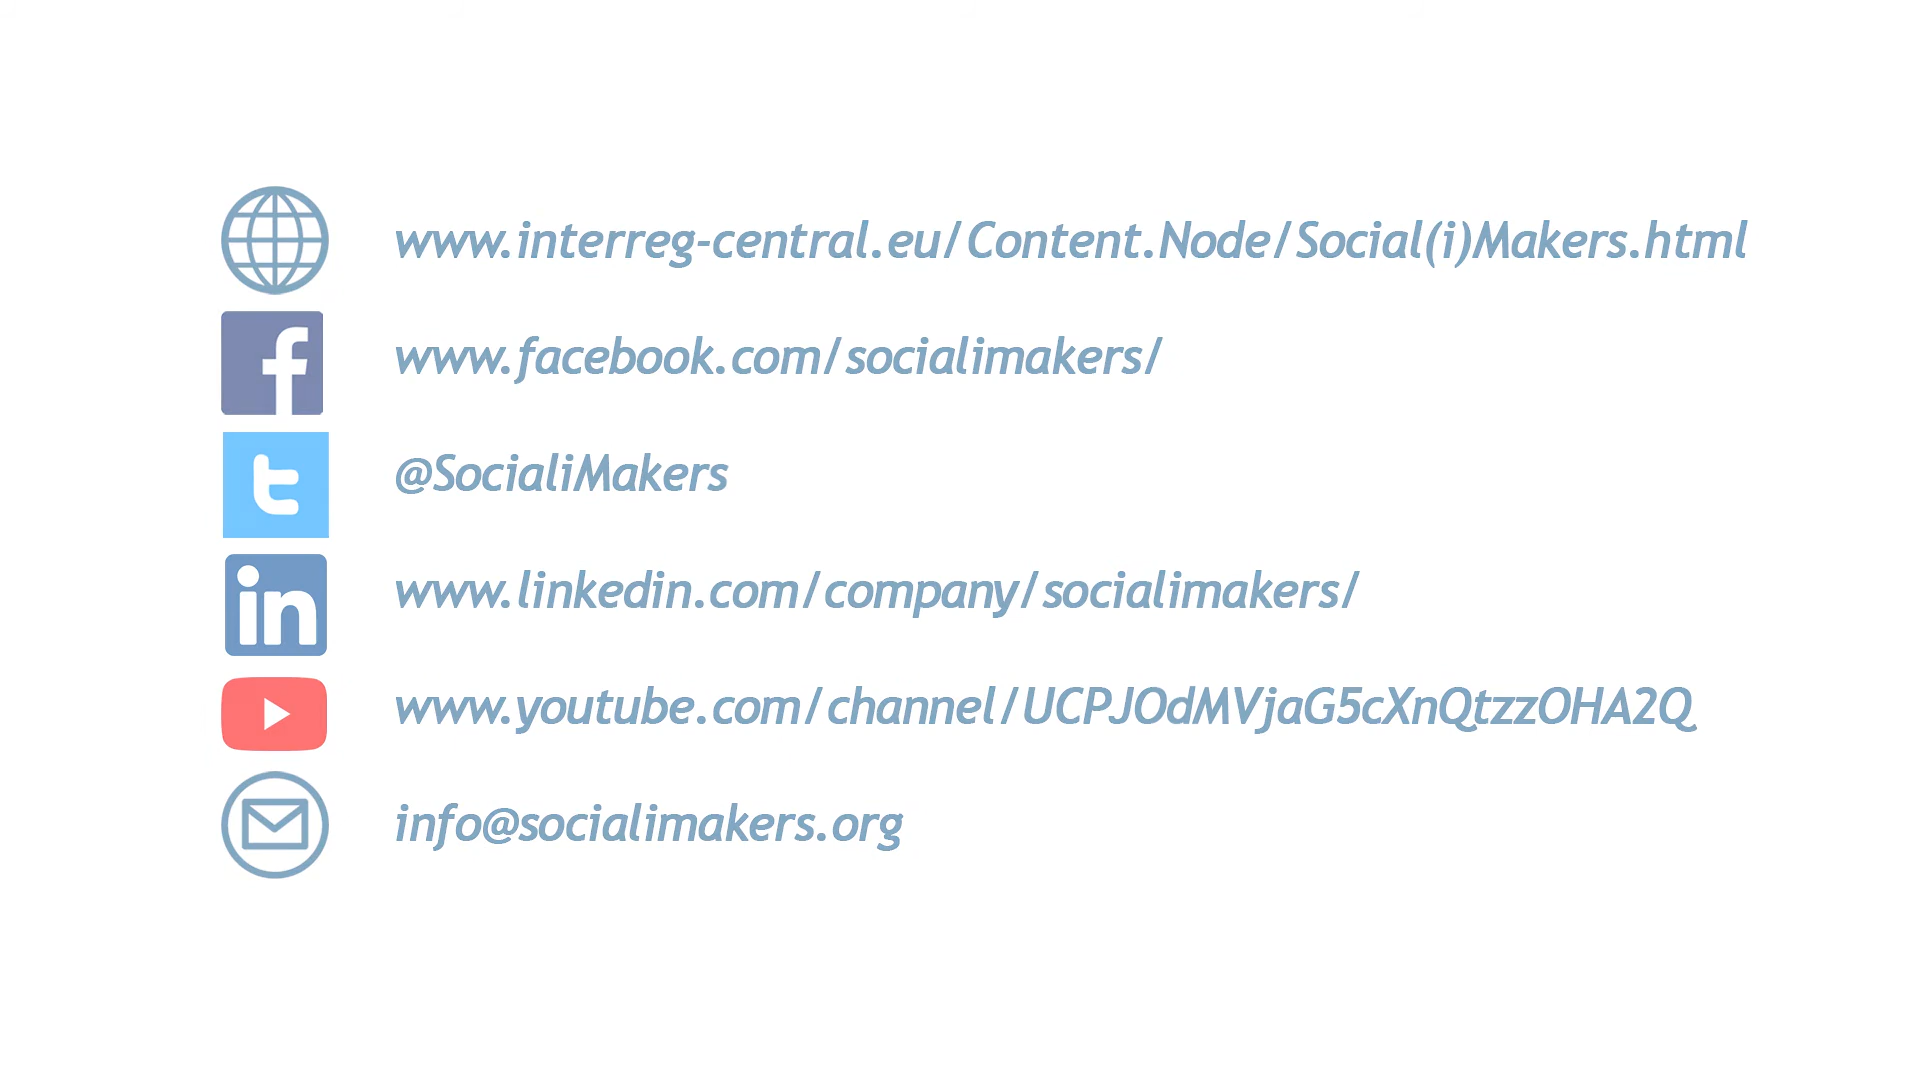 www.interreg-central.eu/Content.Node/Social(i)Makers.html
www.facebook.com/socialimakers/
@SocialiMakers
www.linkedin.com/company/socialimakers/
www.youtube.com/channel/UCPJOdMVjaG5cXnQtzzOHA2Q
info@socialimakers.org